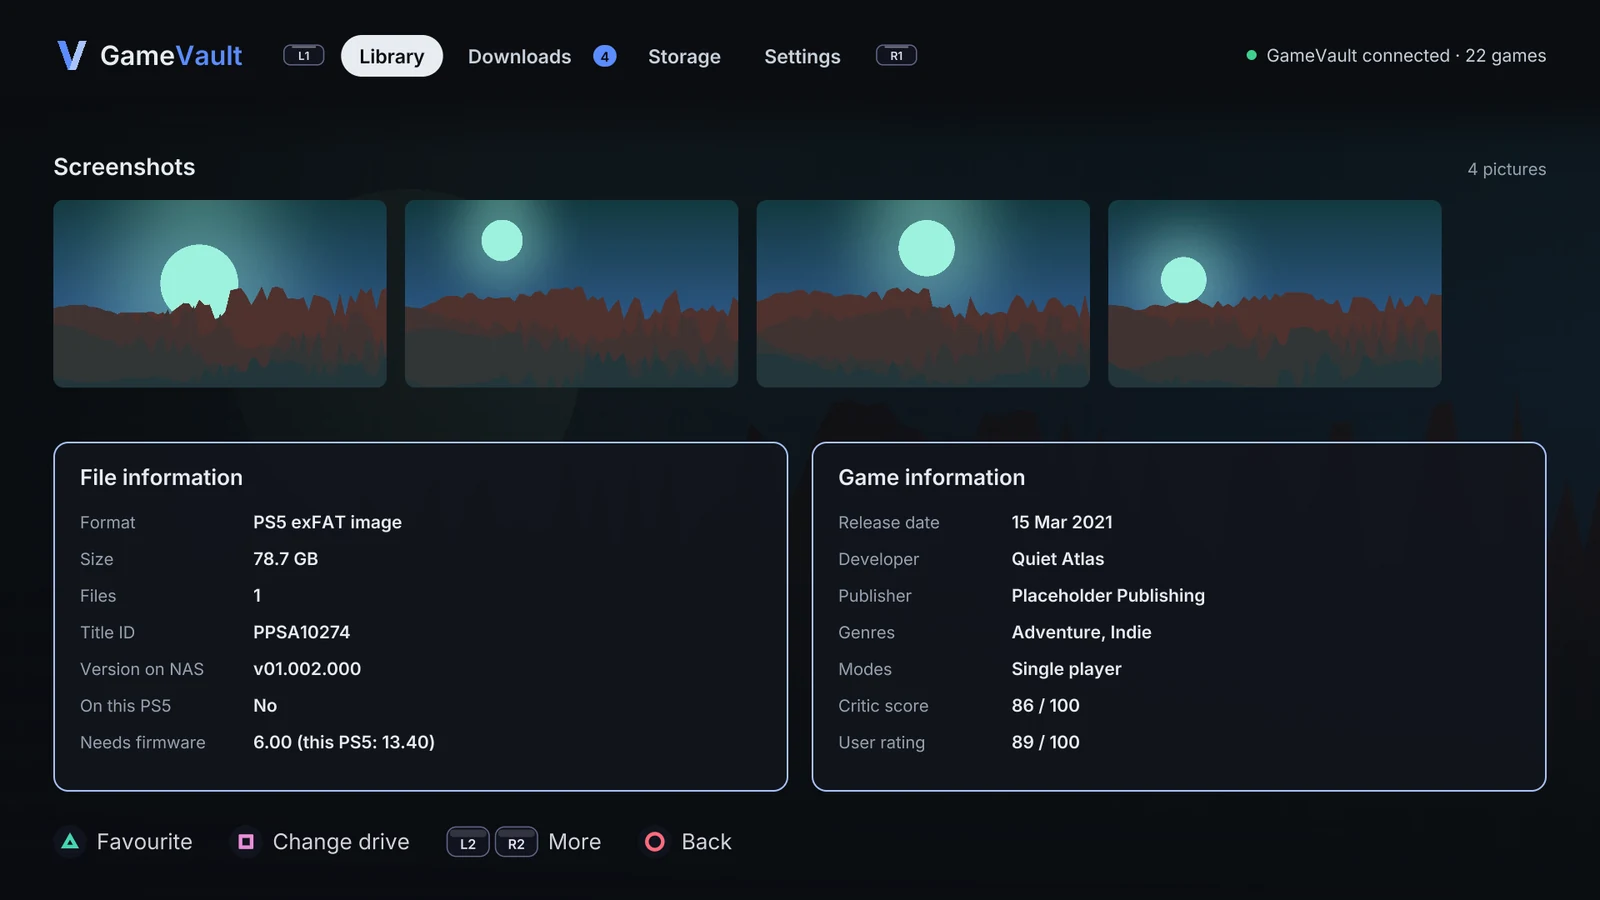 GameVault
L1
Library
Downloads
4
Storage
Settings
R1
GameVault connected · 22 games
Screenshots
4 pictures
File information
Format PS5 exFAT image
Size 78.7 GB
Files 1
Title ID PPSA10274
Version on NAS v01.002.000
On this PS5 No
Needs firmware 6.00 (this PS5: 13.40)
Game information
Release date 15 Mar 2021
Developer Quiet Atlas
Publisher Placeholder Publishing
Genres Adventure, Indie
Modes Single player
Critic score 86 / 100
User rating 89 / 100
Favourite
Change drive
L2 R2 More
Back